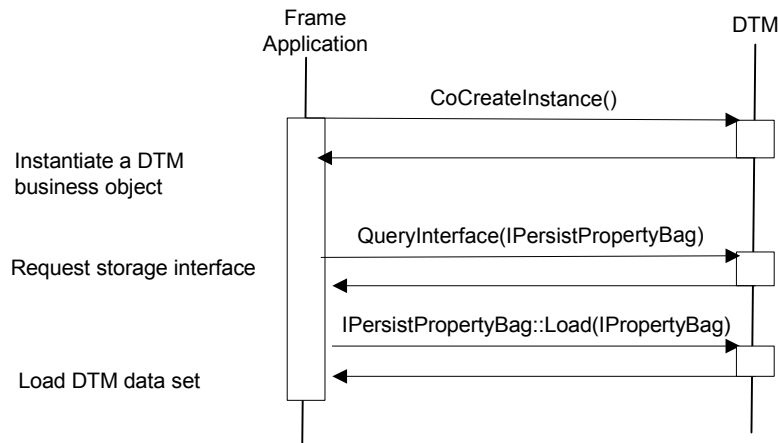 Frame
Application
DTM
CoCreateInstance()
Instantiate a DTM
business object
QueryInterface(IPersistPropertyBag)
Request storage interface
IPersistPropertyBag::Load(IPropertyBag)
Load DTM data set